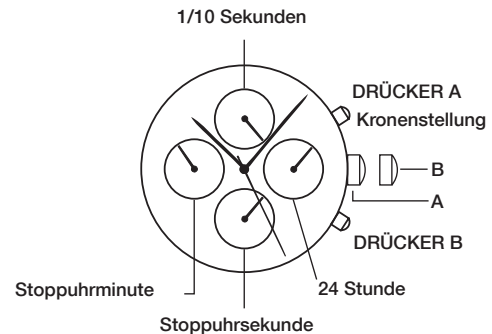 1/10 Sekunden
DRÜCKER A
Kronenstellung
B
A
DRÜCKER B
Stoppuhrminute
24 Stunde
Stoppuhrsekunde